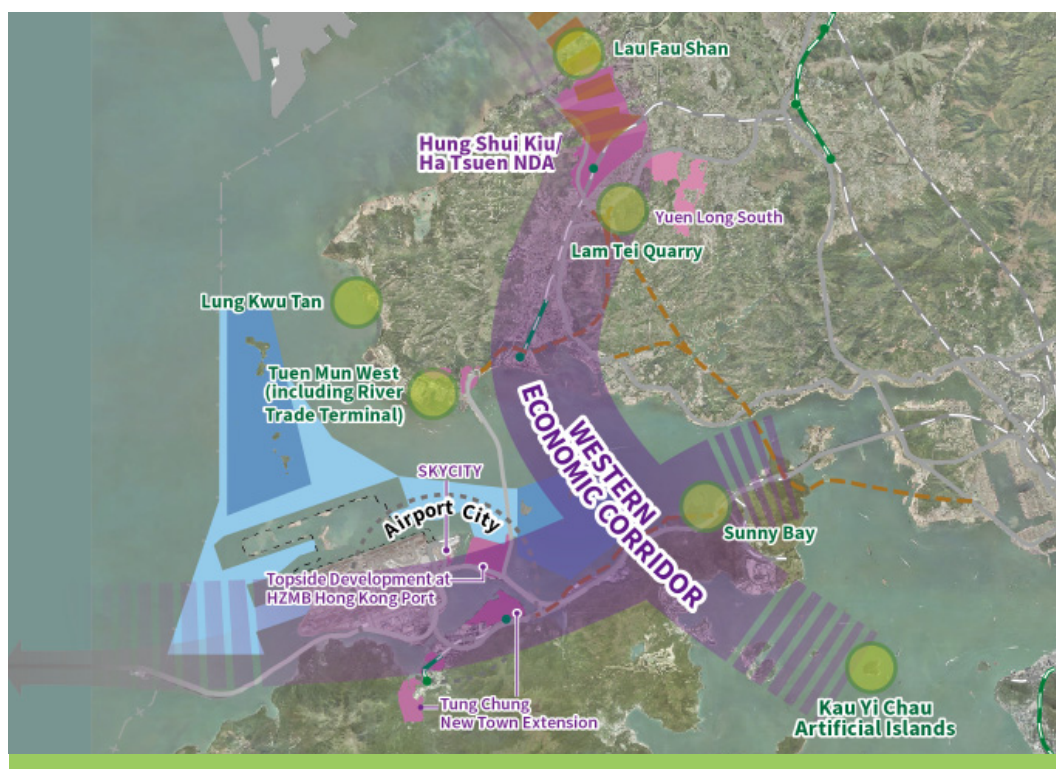 Lau Fau Shan
Hung Shui Kiu/
Ha Tsuen NDA
Yuen Long South
Lam Tei Quarry
Lung Kwu Tan
Tuen Mun West
(including River
Trade Terminal)
WESTERN
ECONOMIC CORRIDOR
SKYCITY
Airport City
Sunny Bay
Topside Development at
HZMB Hong Kong Port
Tung Chung
New Town Extension
Kau Yi Chau
Artificial Islands